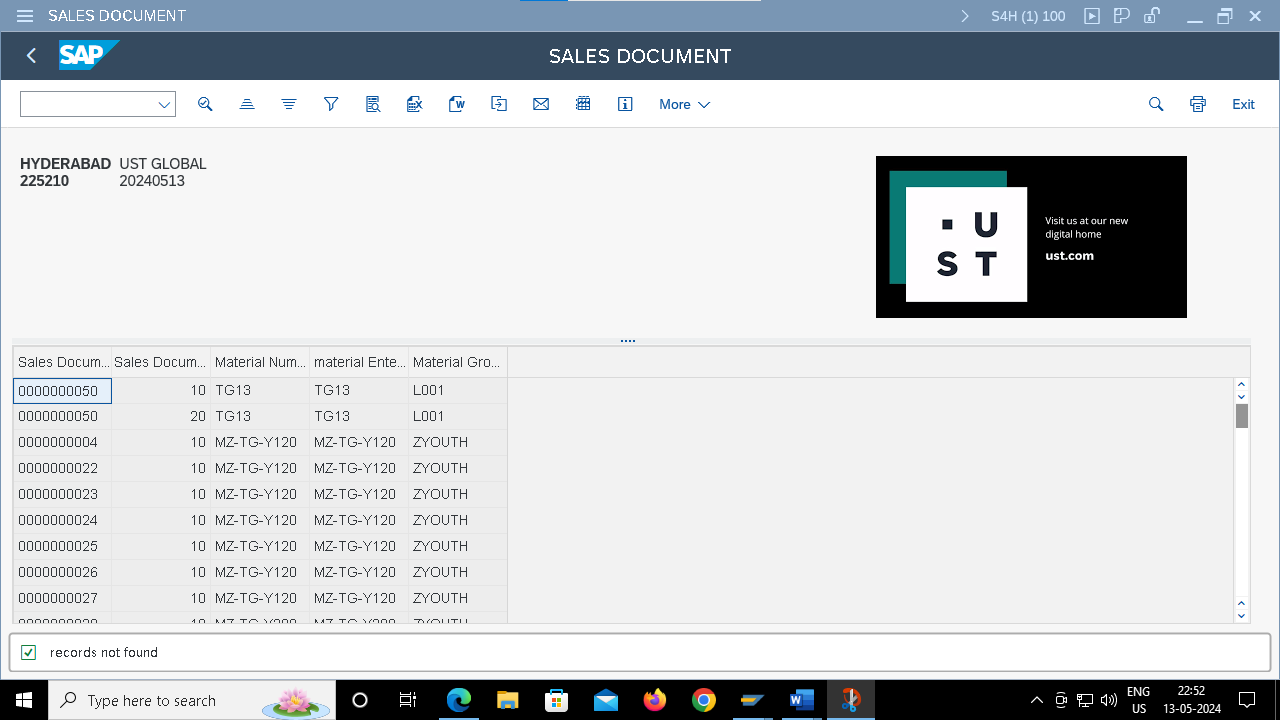 SALES DOCUMENT
S4H (1) 100
SAP
SALES DOCUMENT
More
Exit
HYDERABAD UST GLOBAL
225210 20240513
U
S T
Visit us at our new
digital home
ust.com
Sales Docum... Sales Docum... Material Num... material Ente... Material Gro...
0000000050 10 TG13 TG13 L001
0000000050 20 TG13 TG13 L001
0000000004 10 MZ-TG-Y120 MZ-TG-Y120 ZYOUTH
0000000022 10 MZ-TG-Y120 MZ-TG-Y120 ZYOUTH
0000000023 10 MZ-TG-Y120 MZ-TG-Y120 ZYOUTH
0000000024 10 MZ-TG-Y120 MZ-TG-Y120 ZYOUTH
0000000025 10 MZ-TG-Y120 MZ-TG-Y120 ZYOUTH
0000000026 10 MZ-TG-Y120 MZ-TG-Y120 ZYOUTH
0000000027 10 MZ-TG-Y120 MZ-TG-Y120 ZYOUTH
records not found
Type here to search
ENG
US
22:52
13-05-2024